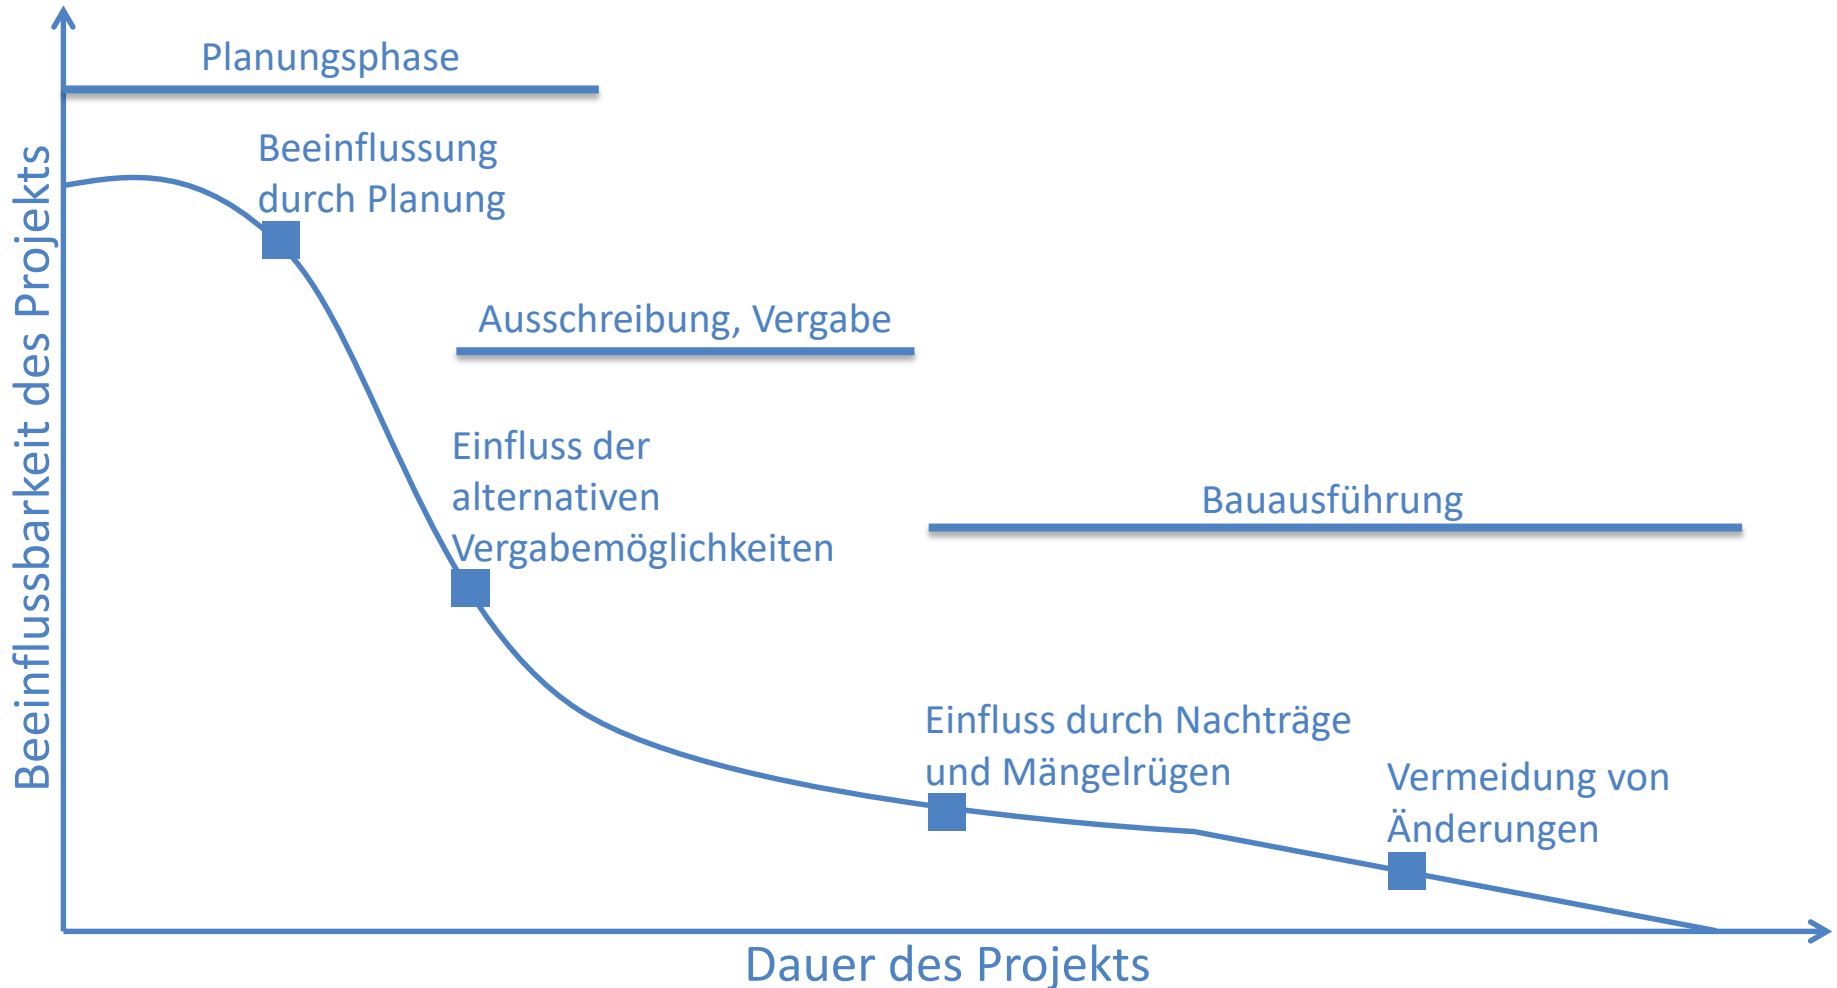 Planungsphase
Beeinflussung
durch Planung
Ausschreibung, Vergabe
Einfluss der
alternativen
Vergabemöglichkeiten
Bauausführung
Einfluss durch Nachträge
und Mängelrügen
Vermeidung von
Änderungen
Beeinflussbarkeit des Projekts
Dauer des Projekts